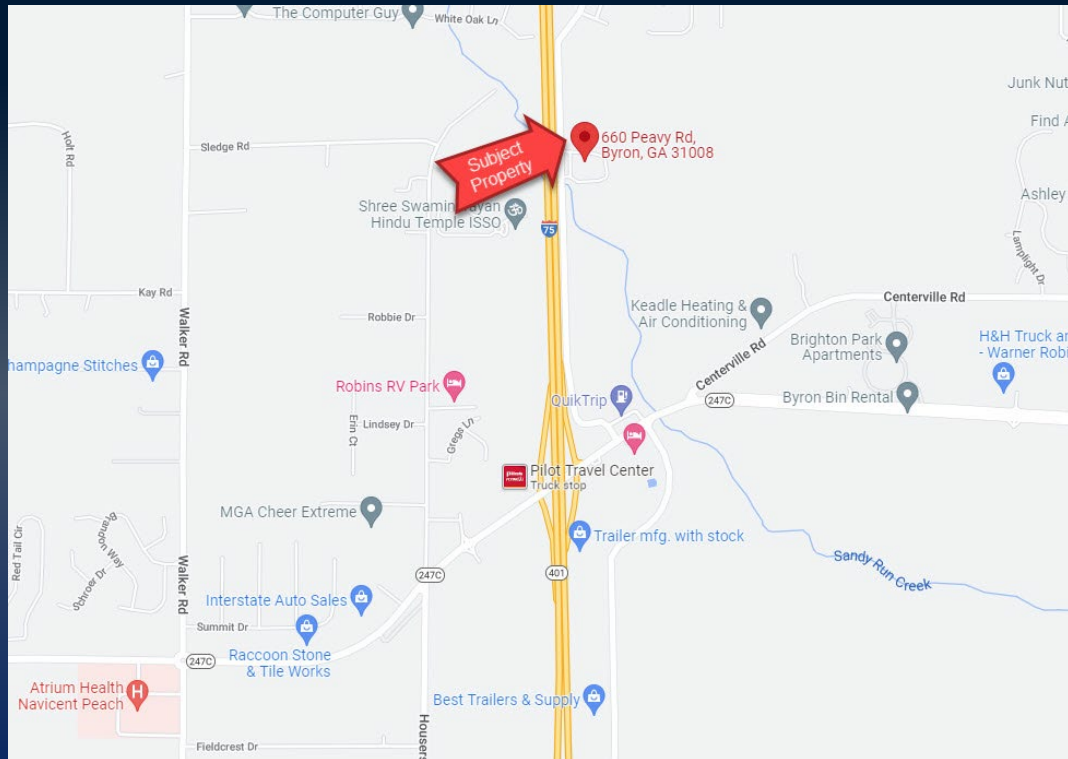 The Computer Guy
White Oak Ln
Junk Nut
Find A
Holt Rd
Sledge Rd
Subject
Property
660 Peavy Rd,
Byron, GA 31008
Shree Swamin yan
Hindu Temple ISSO
75
Ashley
Lamplight Dr
Kay Rd
Walker Rd
Robbie Dr
Keadle Heating &
Air Conditioning
Centerville Rd
Centerville Rd
Brighton Park
Apartments
H&H Truck an
- Warner Robi
hampagne Stitches
Robins RV Park
QuikTrip
247C
Byron Bin Rental
Erin Ct
Lindsey Dr
Gregs Ln
Pilot Travel Center
Truck stop
MGA Cheer Extreme
Trailer mfg. with stock
Red Tail Cir
Schroer Dr
Brandon Way
Walker Rd
247C
401
Sandy Run Creek
Interstate Auto Sales
Summit Dr
Raccoon Stone
& Tile Works
247C
H
Atrium Health
Navicent Peach
Best Trailers & Supply
Housers
Fieldcrest Dr